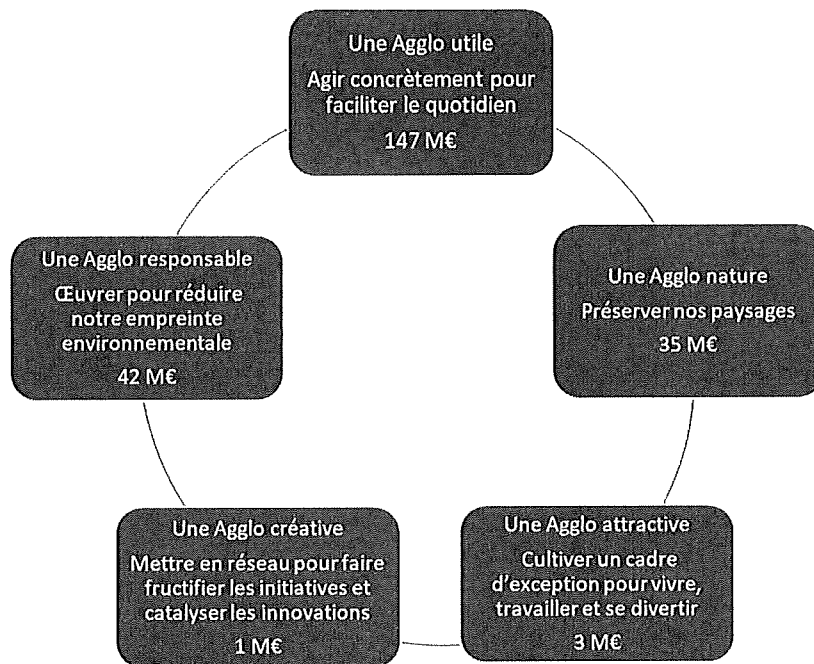 Une Agglo utile
Agir concrètement pour
faciliter le quotidien
147 M€
Une Agglo nature
Préserver nos paysages
35 M€
Une Agglo attractive
Cultiver un cadre
d'exception pour vivre,
travailler et se divertir
3 M€
Une Agglo créative
Mettre en réseau pour faire
fructifier les initiatives et
catalyser les innovations
1 M€
Une Agglo responsable
Œuvrer pour réduire
notre empreinte
environnementale
42 M€